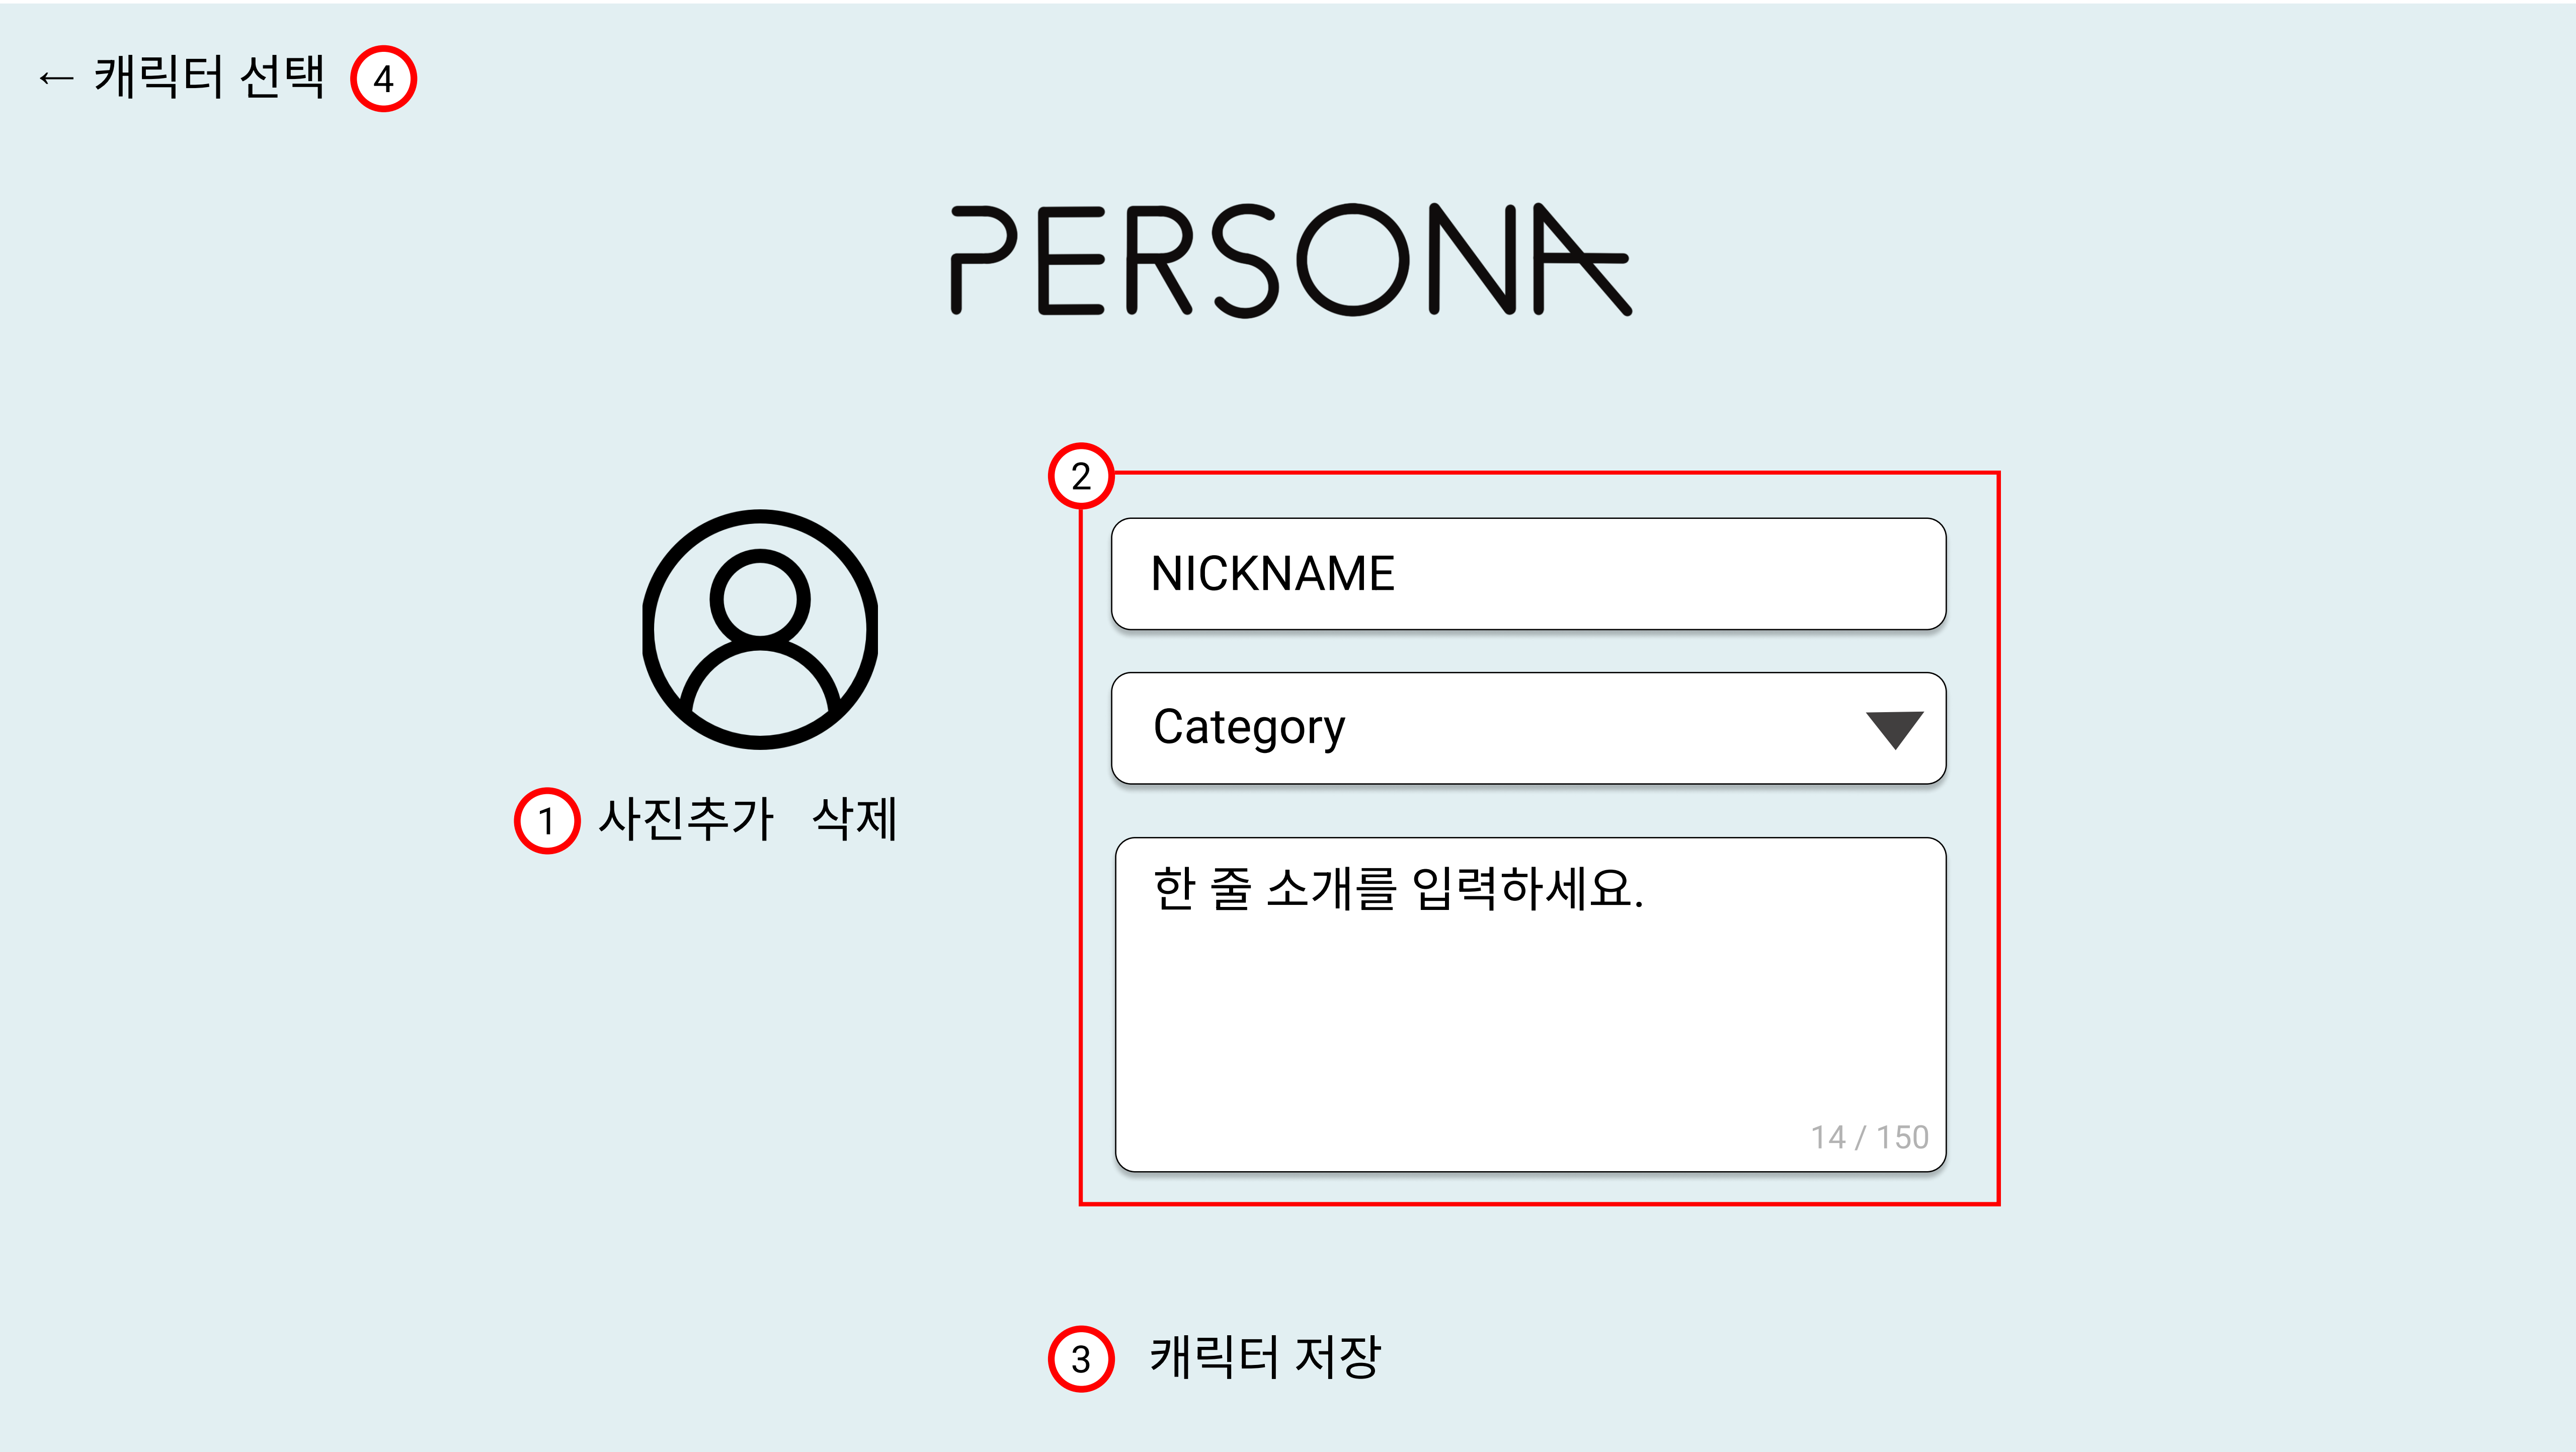 ← 캐릭터 선택 4
PERSONA
2
NICKNAME
Category
1 사진추가 삭제
한 줄 소개를 입력하세요.
14 / 150
3 캐릭터 저장